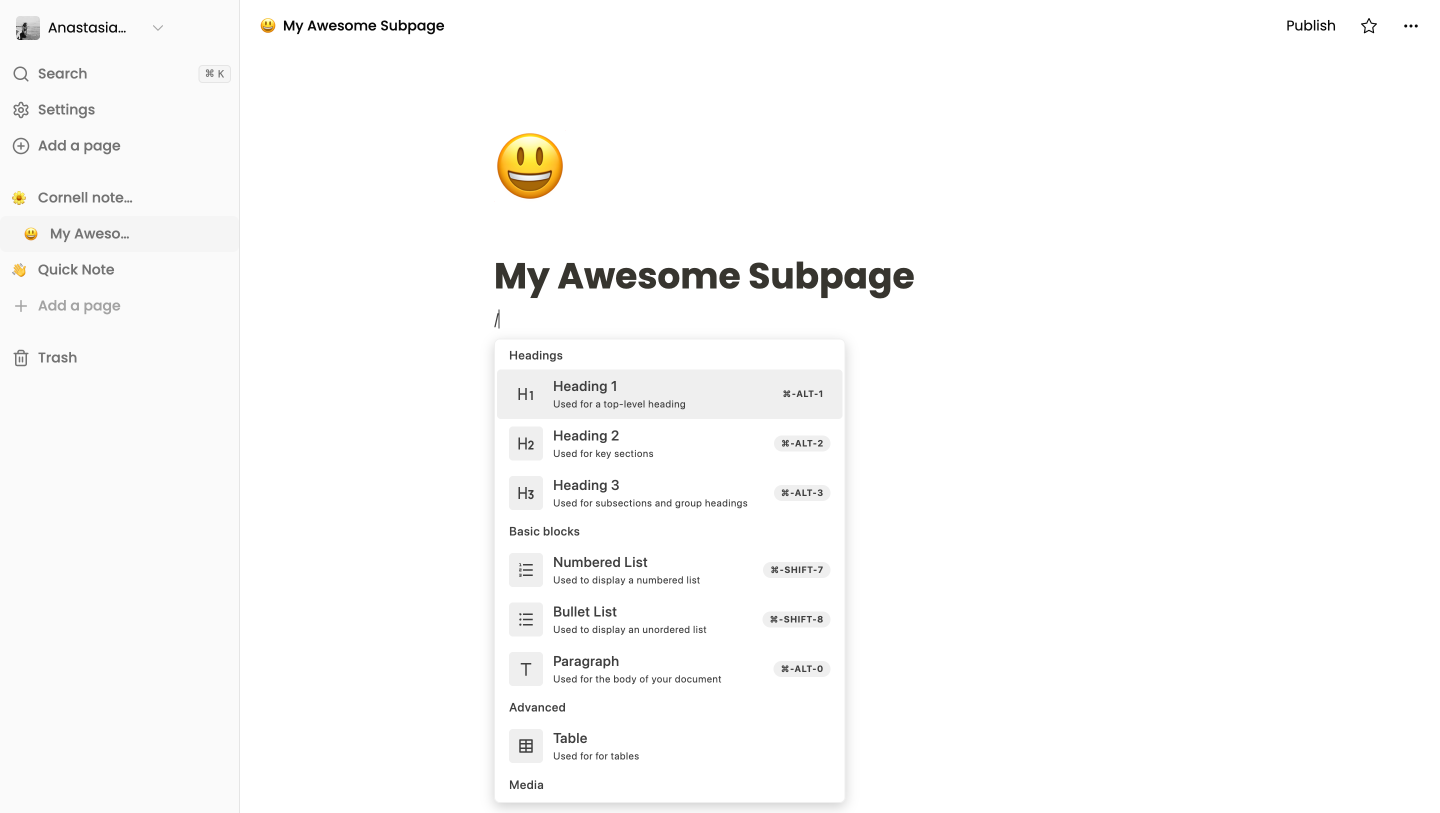 Anastasia...
Search
⌘ K
Settings
Add a page
Cornell note...
My Aweso...
Quick Note
Add a page
Trash
My Awesome Subpage
Publish
My Awesome Subpage
/
Headings
H1 Heading 1 ⌘-ALT-1
Used for a top-level heading
H2 Heading 2 ⌘-ALT-2
Used for key sections
H3 Heading 3 ⌘-ALT-3
Used for subsections and group headings
Basic blocks
Numbered List ⌘-SHIFT-7
Used to display a numbered list
Bullet List ⌘-SHIFT-8
Used to display an unordered list
T Paragraph ⌘-ALT-0
Used for the body of your document
Advanced
Table
Used for for tables
Media